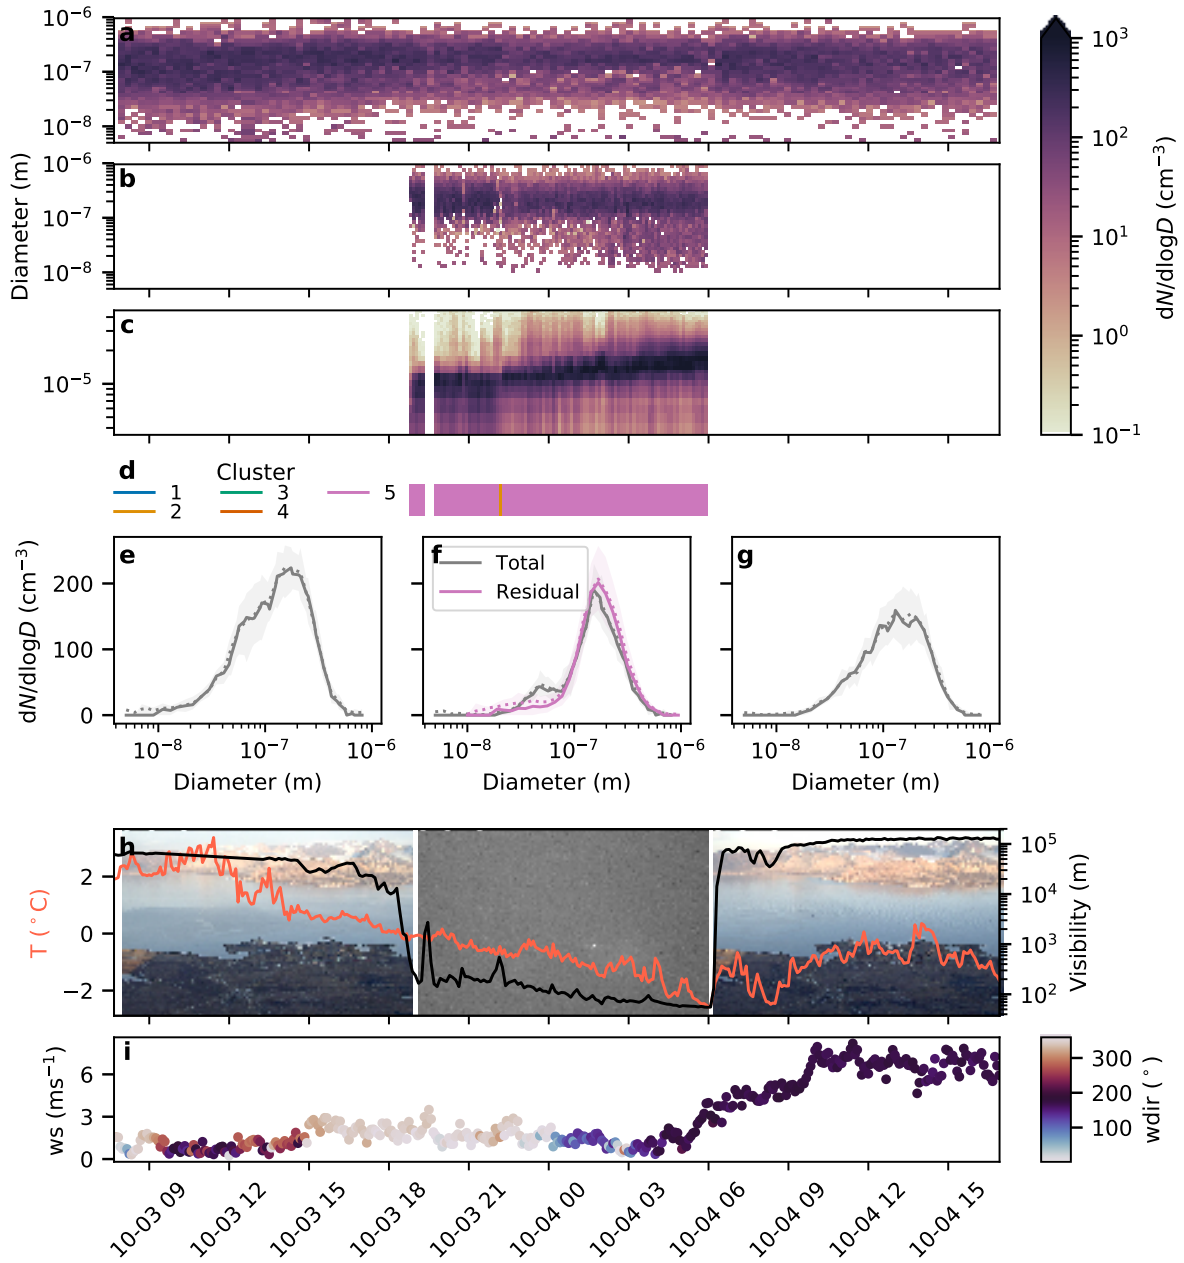 a
10⁻⁶
10⁻⁷
10⁻⁸
b
10⁻⁶
10⁻⁷
10⁻⁸
Diameter (m)
c
10⁻⁵
10³
10²
10¹
10⁰
10⁻¹
dN/dlogD (cm⁻³)
d Cluster
1 3 5
2 4
e
200
100
0
dN/dlogD (cm⁻³)
10⁻⁸ 10⁻⁷ 10⁻⁶
Diameter (m)
f
Total
Residual
10⁻⁸ 10⁻⁷ 10⁻⁶
Diameter (m)
g
10⁻⁸ 10⁻⁷ 10⁻⁶
Diameter (m)
h
2
0
−2
T (°C)
10⁵
10⁴
10³
10²
Visibility (m)
i
6
3
0
ws (ms⁻¹)
300
200
100
wdir (°)
10-03 09
10-03 12
10-03 15
10-03 18
10-03 21
10-04 00
10-04 03
10-04 06
10-04 09
10-04 12
10-04 15